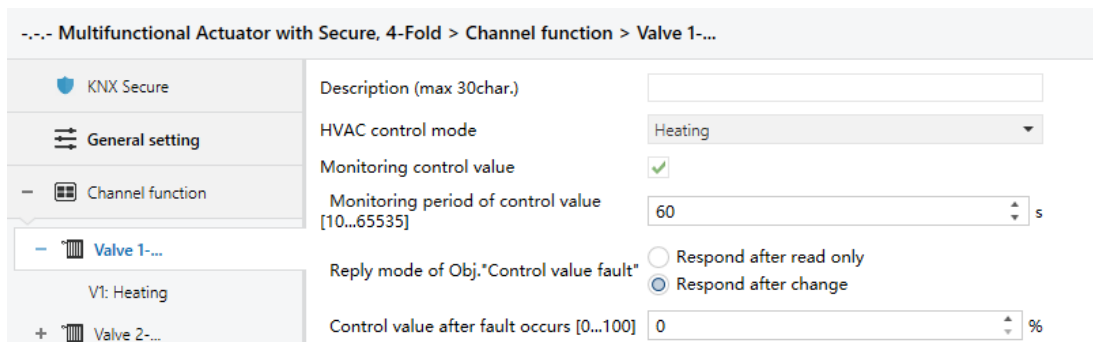 -.-.- Multifunctional Actuator with Secure, 4-Fold > Channel function > Valve 1-...
KNX Secure
General setting
Channel function
Valve 1-...
V1: Heating
Valve 2-...
Description (max 30char.)
HVAC control mode
Heating
Monitoring control value
Monitoring period of control value
[10...65535]
60
s
Reply mode of Obj."Control value fault"
Respond after read only
Respond after change
Control value after fault occurs [0...100]
0
%